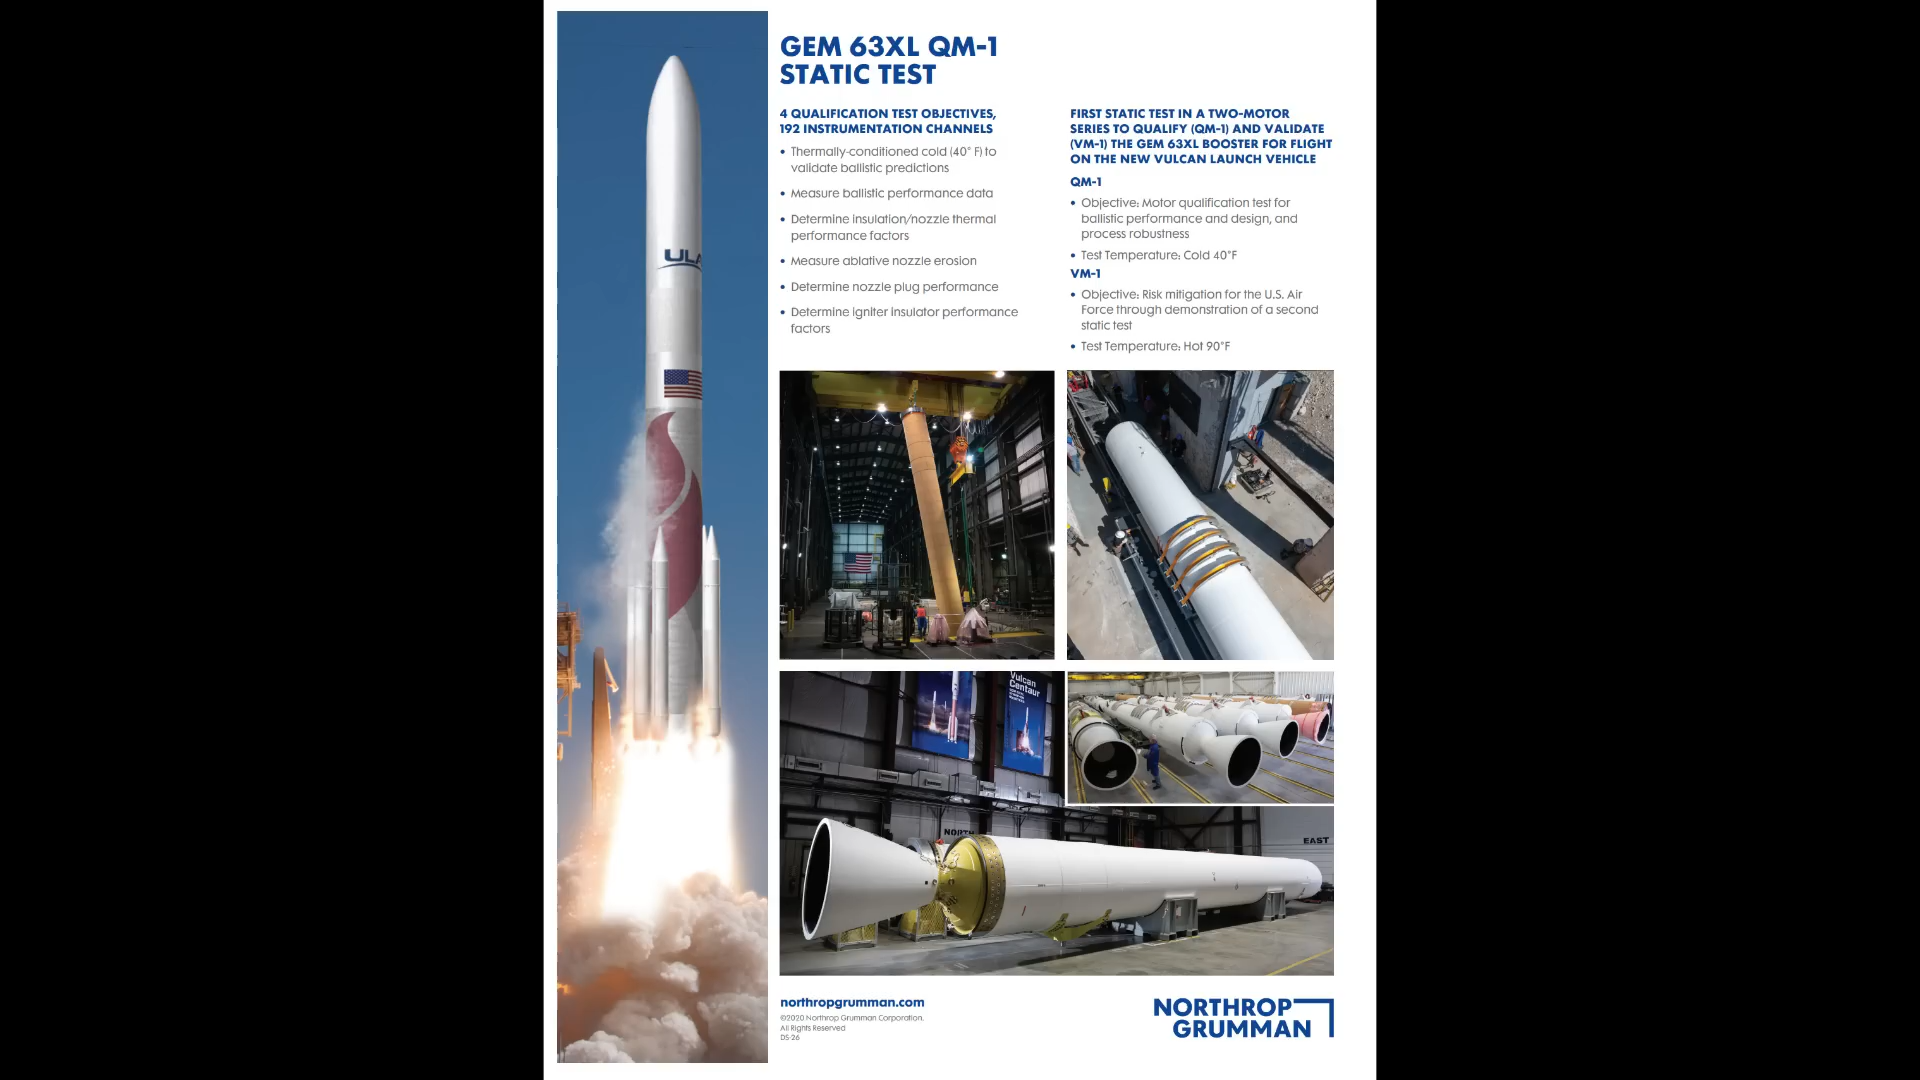 GEM 63XL QM-1
STATIC TEST
4 QUALIFICATION TEST OBJECTIVES,
192 INSTRUMENTATION CHANNELS
• Thermally-conditioned cold (40° F) to
validate ballistic predictions
• Measure ballistic performance data
• Determine insulation/nozzle thermal
performance factors
• Measure ablative nozzle erosion
• Determine nozzle plug performance
• Determine igniter insulator performance
factors
FIRST STATIC TEST IN A TWO-MOTOR
SERIES TO QUALIFY (QM-1) AND VALIDATE
(VM-1) THE GEM 63XL BOOSTER FOR FLIGHT
ON THE NEW VULCAN LAUNCH VEHICLE
QM-1
• Objective: Motor qualification test for
ballistic performance and design, and
process robustness
• Test Temperature: Cold 40°F
VM-1
• Objective: Risk mitigation for the U.S. Air
Force through demonstration of a second
static test
• Test Temperature: Hot 90°F
ULA
Vulcan
Centaur
NORTH
EAST
northropgrumman.com
©2020 Northrop Grumman Corporation.
All Rights Reserved
DS-26
NORTHROP
GRUMMAN